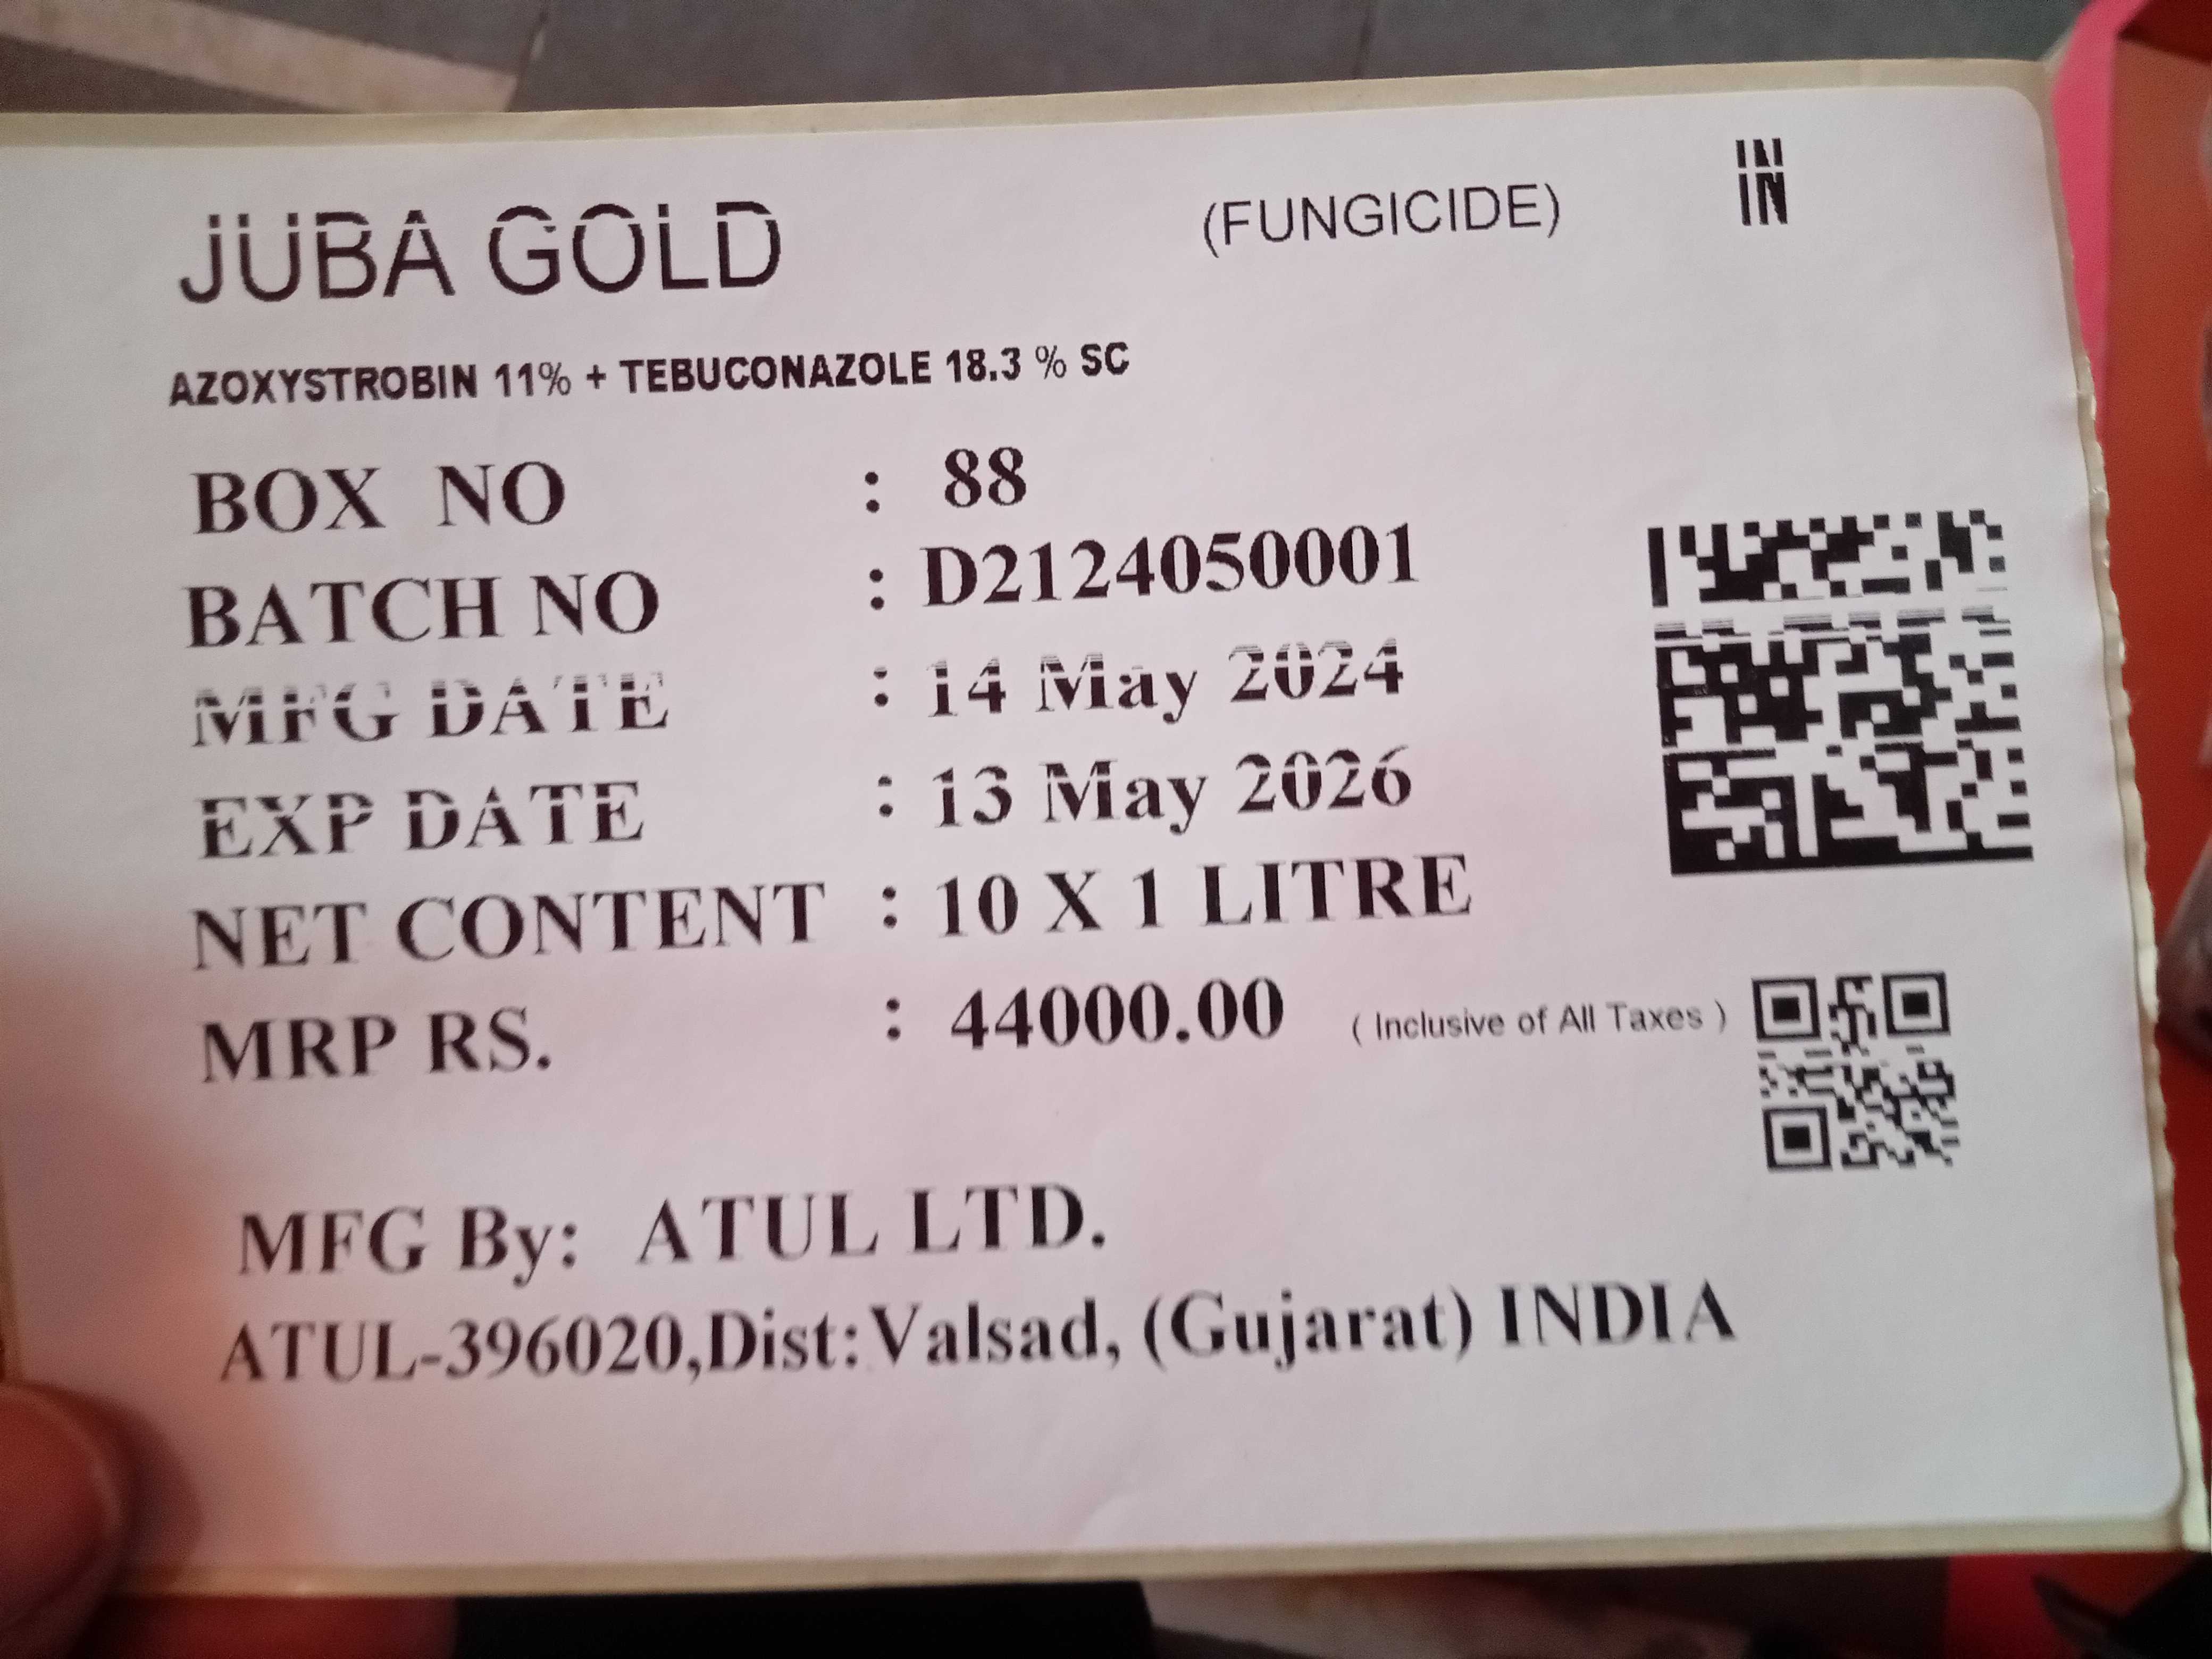 JUBA GOLD (FUNGICIDE) IN
AZOXYSTROBIN 11% + TEBUCONAZOLE 18.3 % SC
BOX NO : 88
BATCH NO : D2124050001
MFG DATE : 14 May 2024
EXP DATE : 13 May 2026
NET CONTENT : 10 X 1 LITRE
MRP RS. : 44000.00 ( Inclusive of All Taxes )
MFG By: ATUL LTD.
ATUL-396020,Dist:Valsad, (Gujarat) INDIA